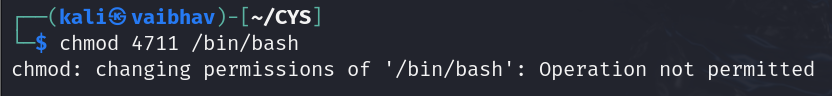 ┌──(kali㉿vaibhav)-[~/CYS]
└─$ chmod 4711 /bin/bash
chmod: changing permissions of '/bin/bash': Operation not permitted